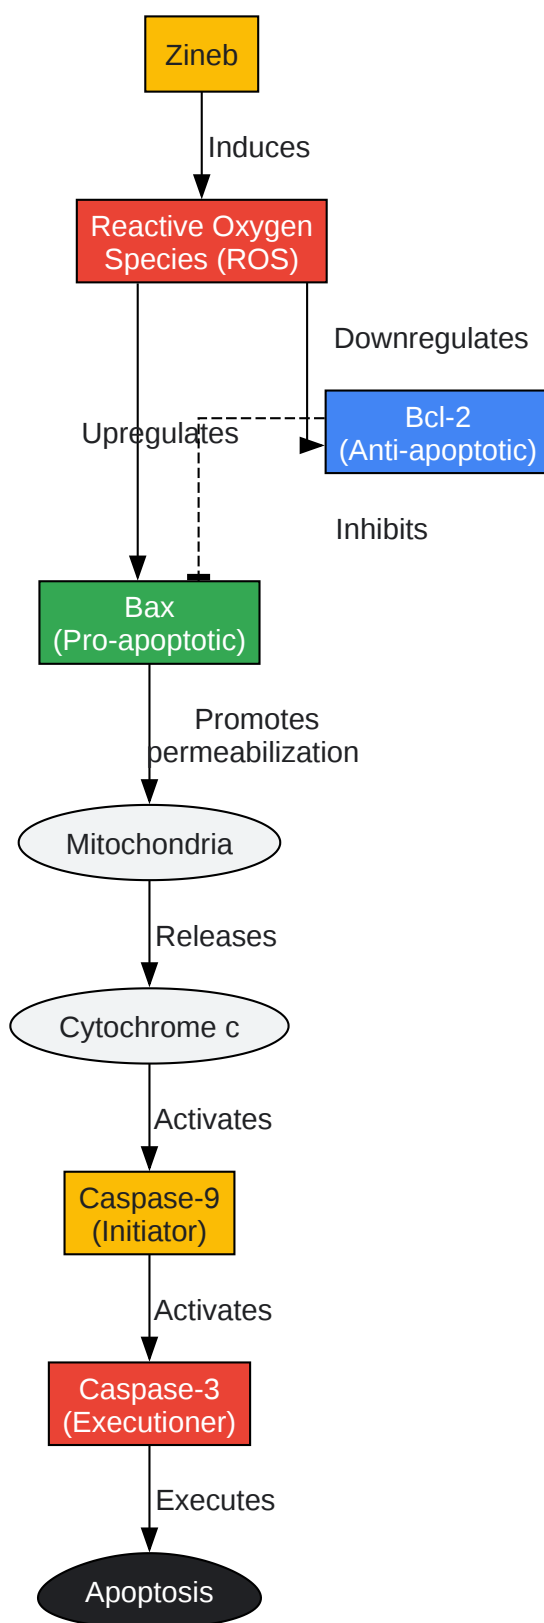 Zineb
Induces
Reactive Oxygen
Species (ROS)
Downregulates
Bcl-2
(Anti-apoptotic)
Upregulates
Inhibits
Bax
(Pro-apoptotic)
Promotes
permeabilization
Mitochondria
Releases
Cytochrome c
Activates
Caspase-9
(Initiator)
Activates
Caspase-3
(Executioner)
Executes
Apoptosis